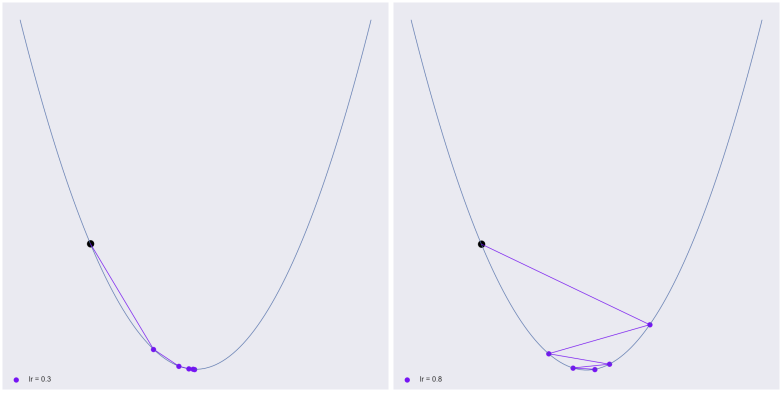 lr = 0.3
lr = 0.8